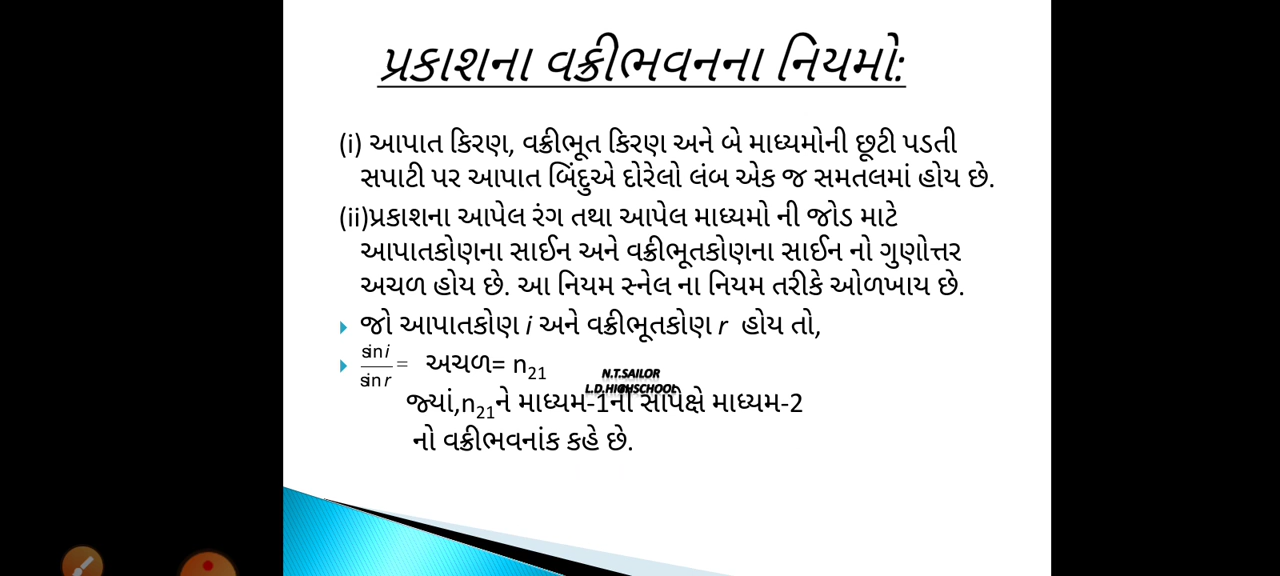 પ્રકાશના વક્રીભવનના નિયમો:
(i) આપાત કિરણ, વક્રીભૂત કિરણ અને બે માધ્યમોની છૂટી પડતી
સપાટી પર આપાત બિંદુએ દોરેલો લંબ એક જ સમતલમાં હોય છે.
(ii)પ્રકાશના આપેલ રંગ તથા આપેલ માધ્યમો ની જોડ માટે
આપાતકોણના સાઈન અને વક્રીભૂતકોણના સાઈન નો ગુણોત્તર
અચળ હોય છે. આ નિયમ સ્નેલ ના નિયમ તરીકે ઓળખાય છે.
જો આપાતકોણ i અને વક્રીભૂતકોણ r હોય તો,
sin i / sin r = અચળ= n21
N.T.SAILOR
L.D.HIGHSCHOOL
જ્યાં,n21ને માધ્યમ-1ની સાપેક્ષે માધ્યમ-2
નો વક્રીભવનાંક કહે છે.